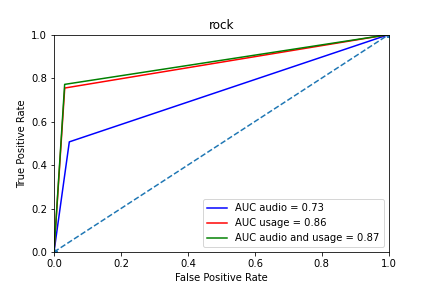 rock
1.0
0.8
0.6
0.4
0.2
0.0
True Positive Rate
AUC audio = 0.73
AUC usage = 0.86
AUC audio and usage = 0.87
0.0 0.2 0.4 0.6 0.8 1.0
False Positive Rate